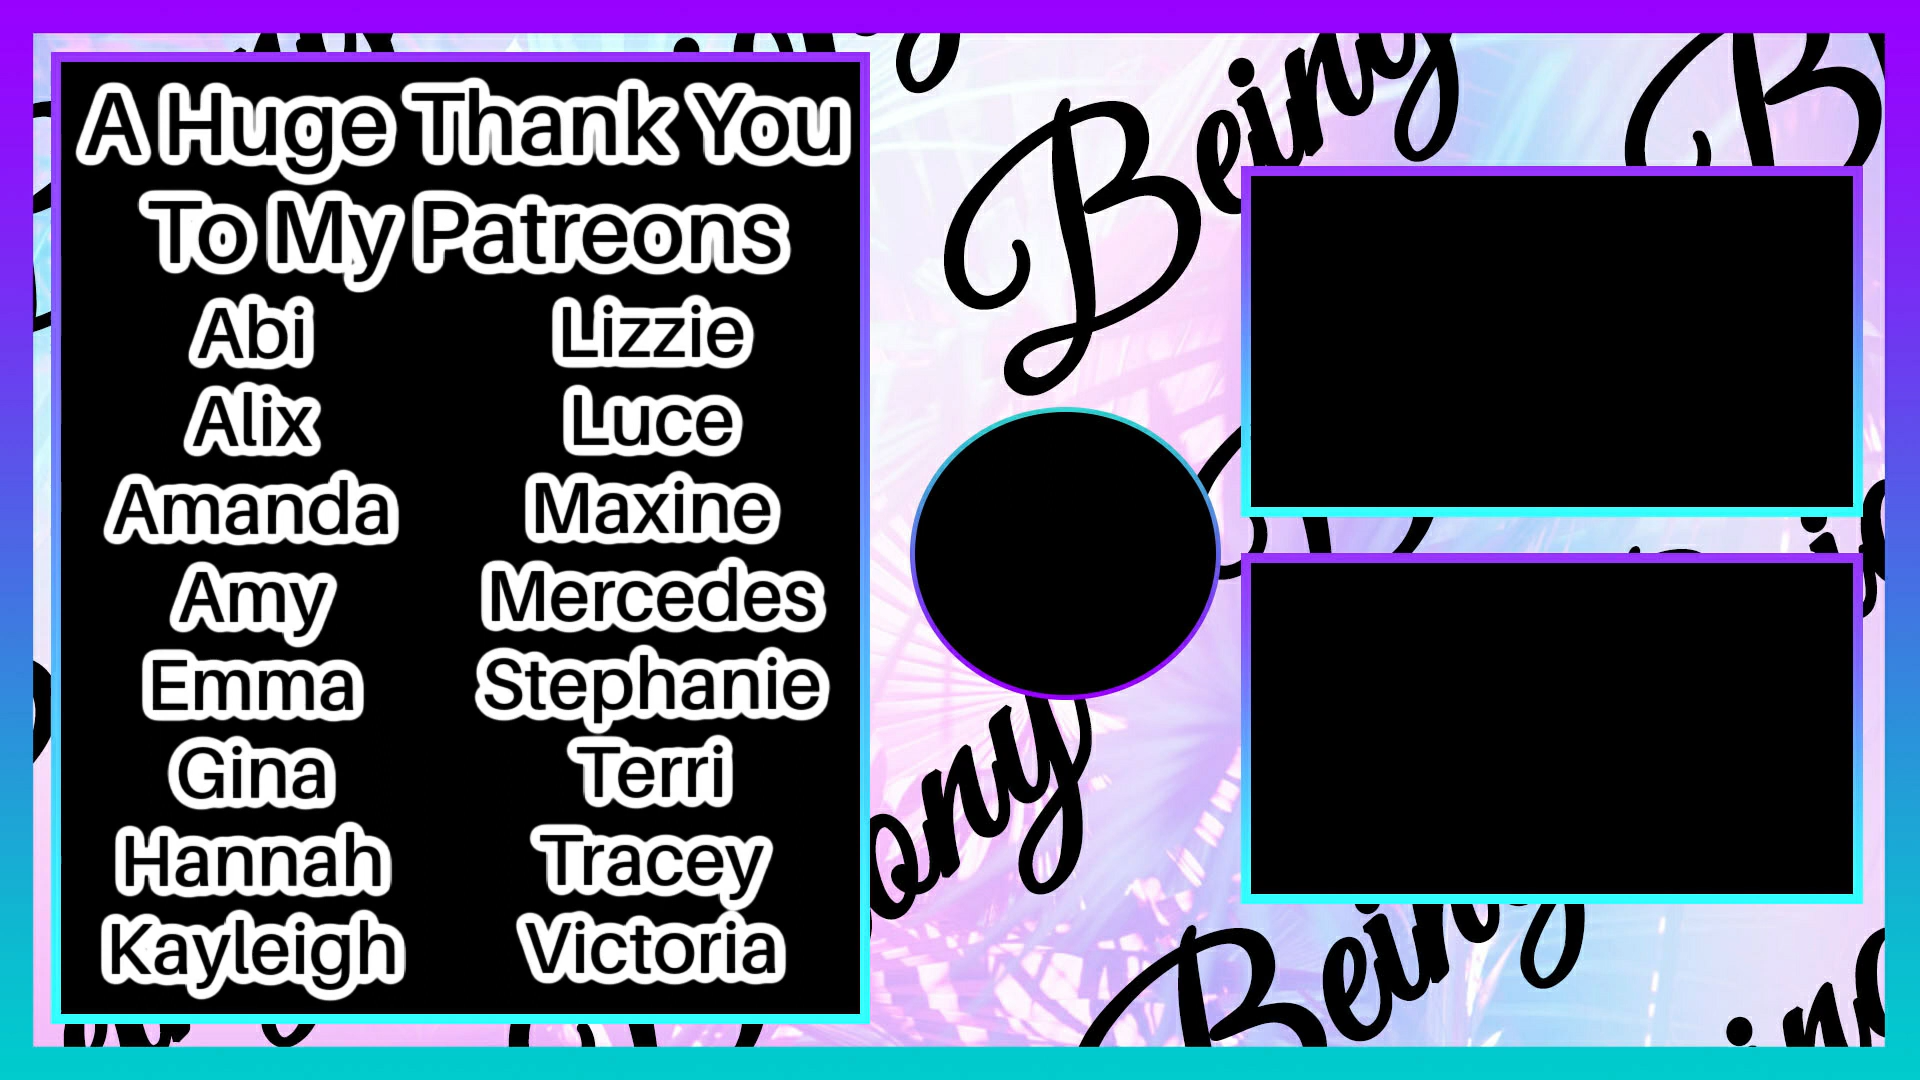 A Huge Thank You
To My Patreons
Abi
Alix
Amanda
Amy
Emma
Gina
Hannah
Kayleigh
Lizzie
Luce
Maxine
Mercedes
Stephanie
Terri
Tracey
Victoria
Being
Being